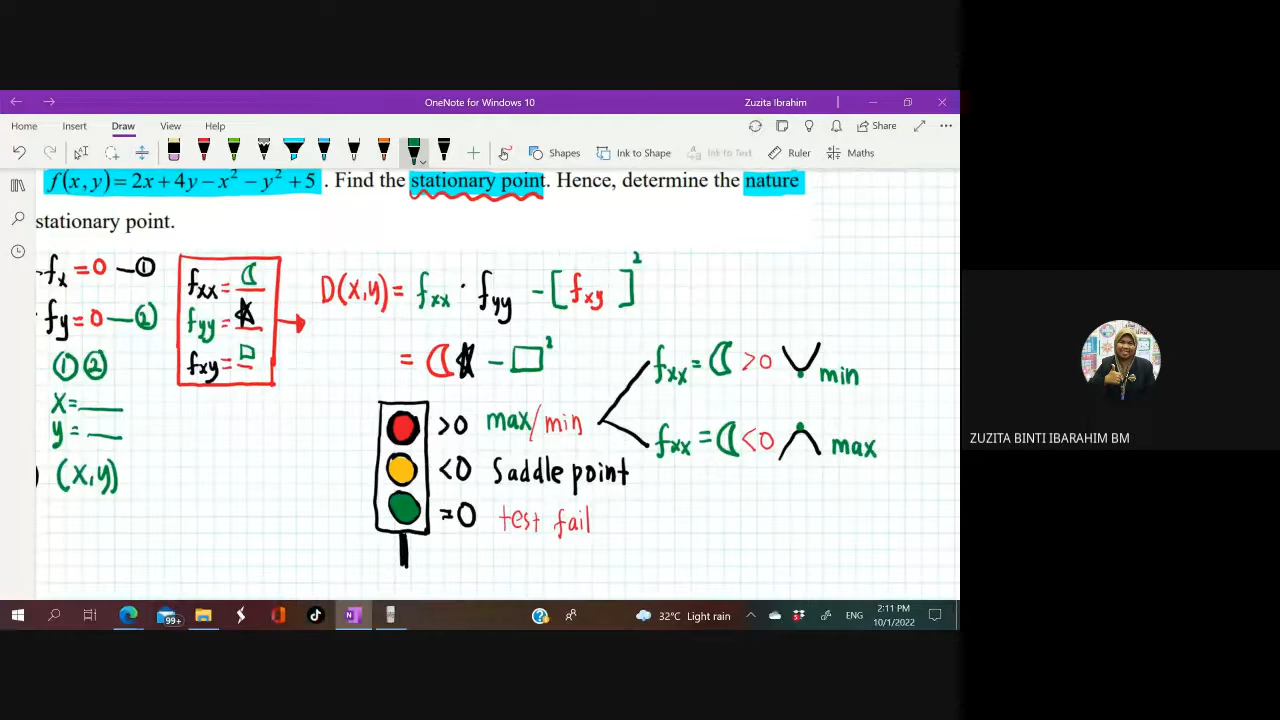 OneNote for Windows 10
Zuzita Ibrahim
Home Insert Draw View Help
Share
Shapes Ink to Shape Ink to Text Ruler Maths
f(x, y) = 2x + 4y − x² − y² + 5 . Find the stationary point. Hence, determine the nature
stationary point.
fx = 0 — ①
fy = 0 — ②
① ②
x = ___
y = ___
(x, y)
fxx =
fyy =
fxy =
D(x, y) = fxx · fyy − [fxy]²
= − ²
>0 max/min
<0 Saddle point
=0 test fail
fxx = >0 min
fxx = <0 max
ZUZITA BINTI IBARAHIM BM
99+
32°C Light rain
ENG
2:11 PM
10/1/2022